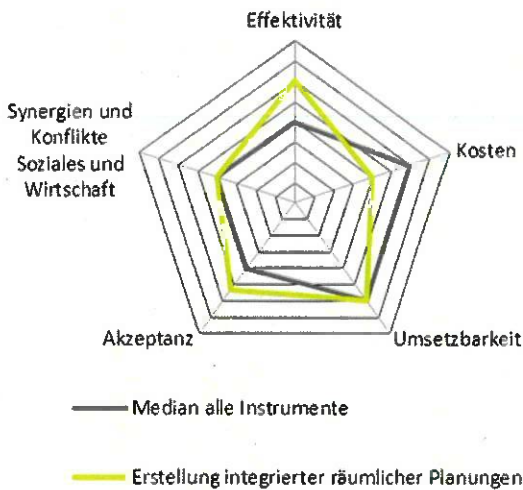 Effektivität
Synergien und
Konflikte
Soziales und
Wirtschaft
Kosten
Akzeptanz
Umsetzbarkeit
Median alle Instrumente
Erstellung integrierter räumlicher Planungen